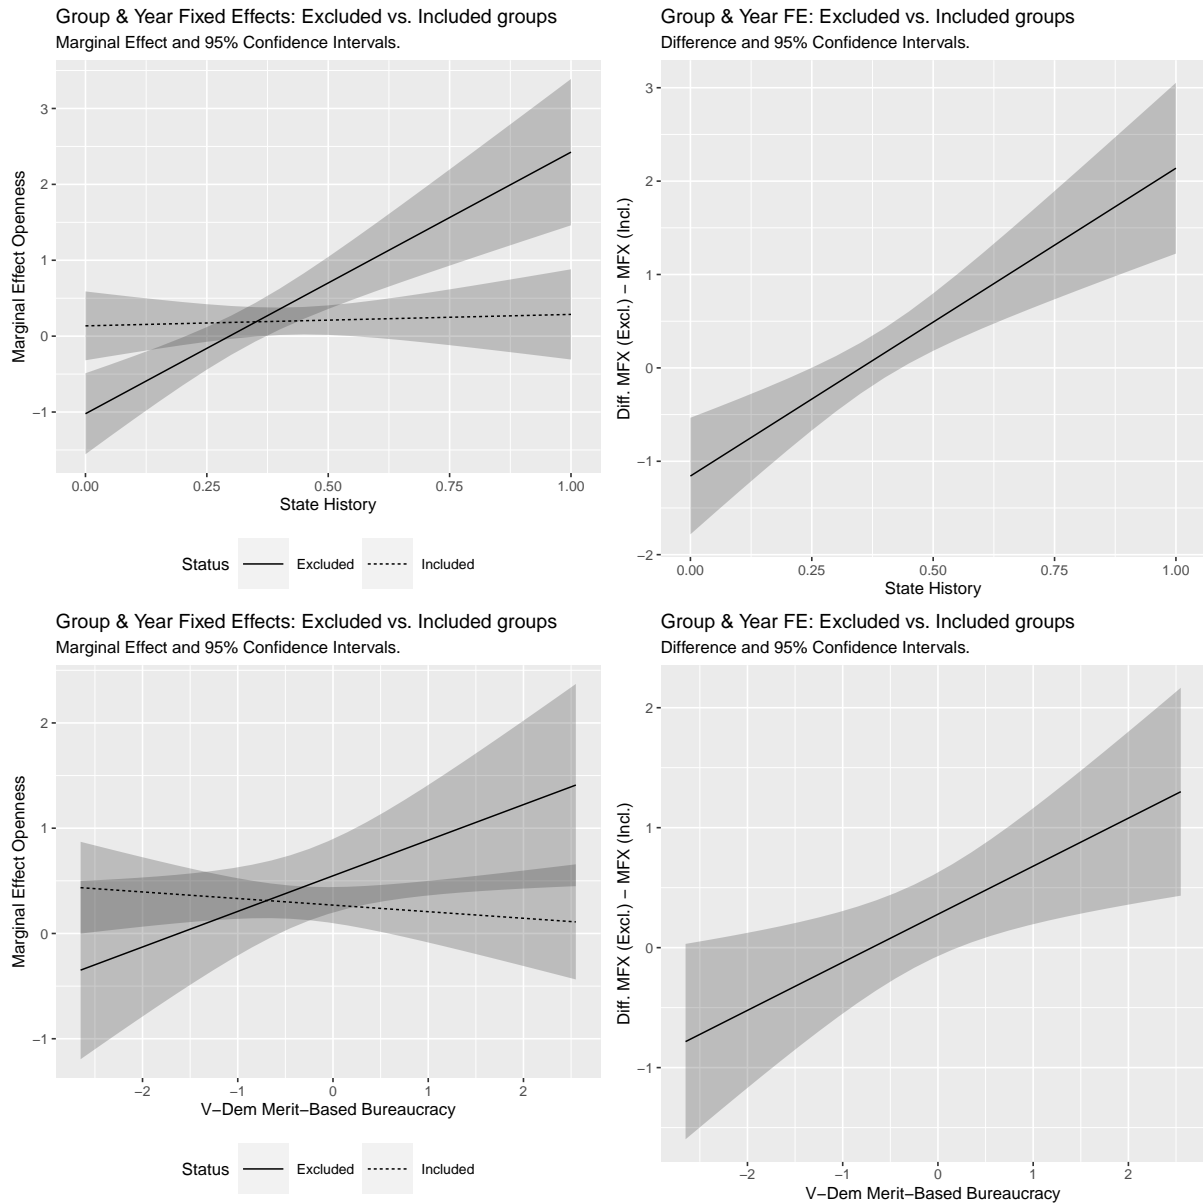 Group & Year Fixed Effects: Excluded vs. Included groups
Marginal Effect and 95% Confidence Intervals.
Marginal Effect Openness
3
2
1
0
−1
0.00 0.25 0.50 0.75 1.00
State History
Status Excluded Included
Group & Year FE: Excluded vs. Included groups
Difference and 95% Confidence Intervals.
Diff. MFX (Excl.) − MFX (Incl.)
3
2
1
0
−1
−2
0.00 0.25 0.50 0.75 1.00
State History
Group & Year Fixed Effects: Excluded vs. Included groups
Marginal Effect and 95% Confidence Intervals.
Marginal Effect Openness
2
1
0
−1
−2 −1 0 1 2
V−Dem Merit−Based Bureaucracy
Status Excluded Included
Group & Year FE: Excluded vs. Included groups
Difference and 95% Confidence Intervals.
Diff. MFX (Excl.) − MFX (Incl.)
2
1
0
−1
−2 −1 0 1 2
V−Dem Merit−Based Bureaucracy